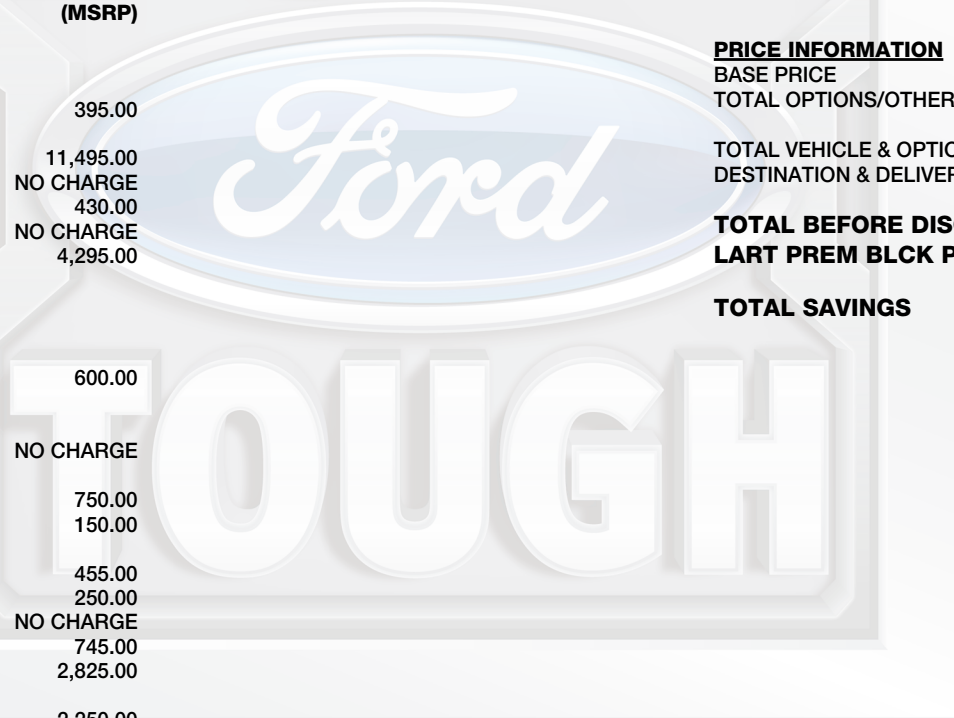 (MSRP)
395.00
11,495.00
NO CHARGE
430.00
NO CHARGE
4,295.00
600.00
NO CHARGE
750.00
150.00
455.00
250.00
NO CHARGE
745.00
2,825.00
PRICE INFORMATION
BASE PRICE
TOTAL OPTIONS/OTHER
TOTAL VEHICLE & OPTIO
DESTINATION & DELIVER
TOTAL BEFORE DIS
LART PREM BLCK P
TOTAL SAVINGS
Ford
TOUGH